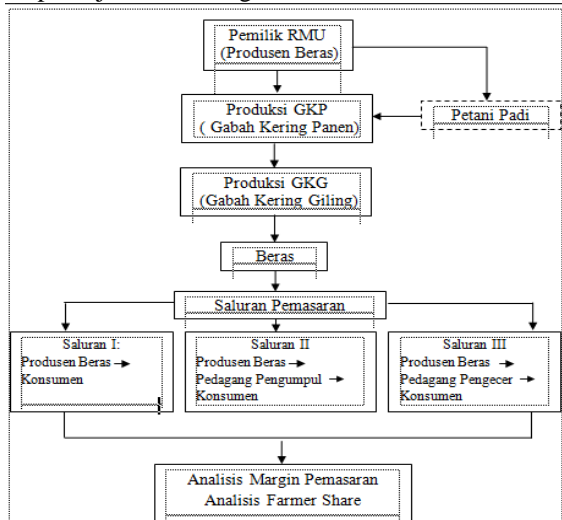 Pemilik RMU
(Produsen Beras)
Produksi GKP
( Gabah Kering Panen)
Petani Padi
Produksi GKG
(Gabah Kering Giling)
Beras
Saluran Pemasaran
Saluran I:
Produsen Beras →
Konsumen
Saluran II
Produsen Beras →
Pedagang Pengumpul →
Konsumen
Saluran III
Produsen Beras →
Pedagang Pengecer →
Konsumen
Analisis Margin Pemasaran
Analisis Farmer Share